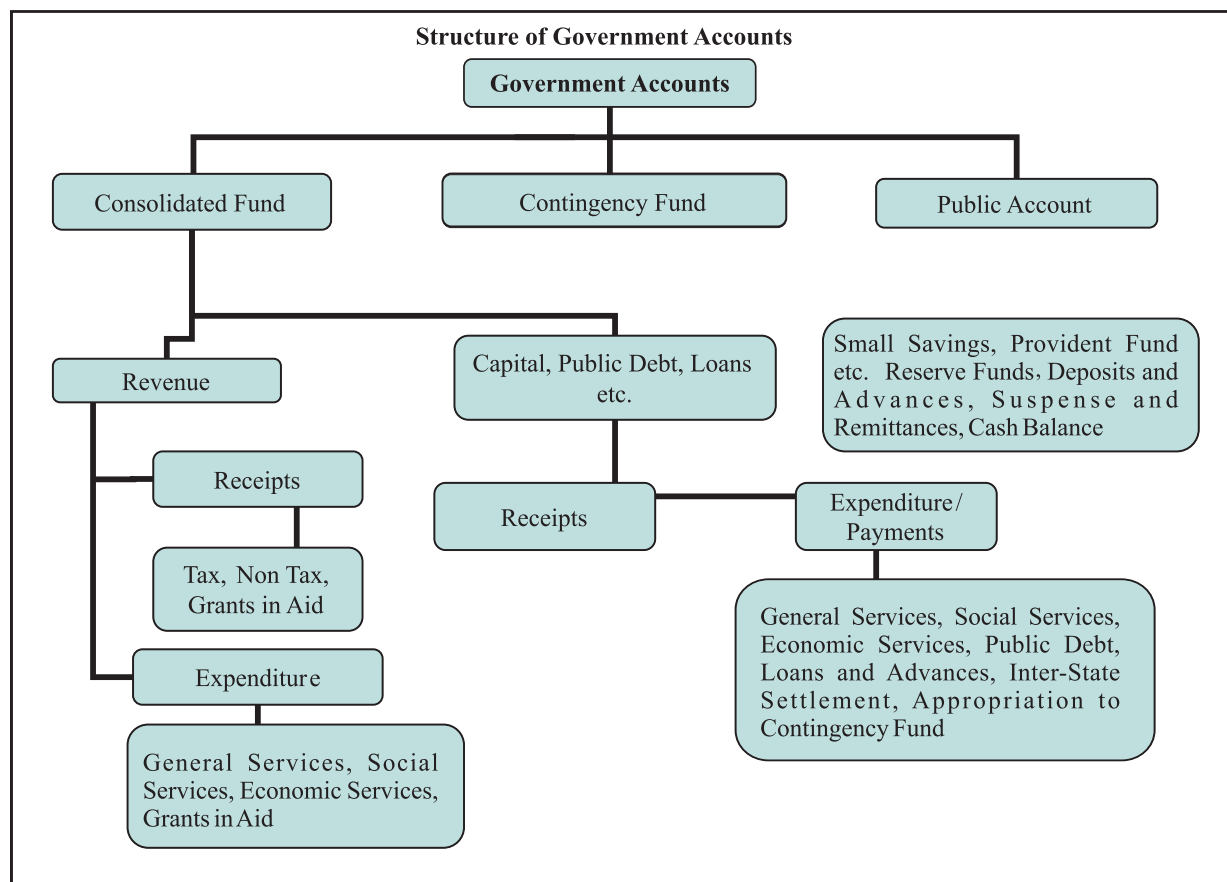 Structure of Government Accounts
Government Accounts
Consolidated Fund
Contingency Fund
Public Account
Revenue
Capital, Public Debt, Loans
etc.
Small Savings, Provident Fund
etc. Reserve Funds, Deposits and
Advances, Suspense and
Remittances, Cash Balance
Receipts
Tax, Non Tax,
Grants in Aid
Expenditure
General Services, Social
Services, Economic Services,
Grants in Aid
Receipts
Expenditure/
Payments
General Services, Social Services,
Economic Services, Public Debt,
Loans and Advances, Inter-State
Settlement, Appropriation to
Contingency Fund